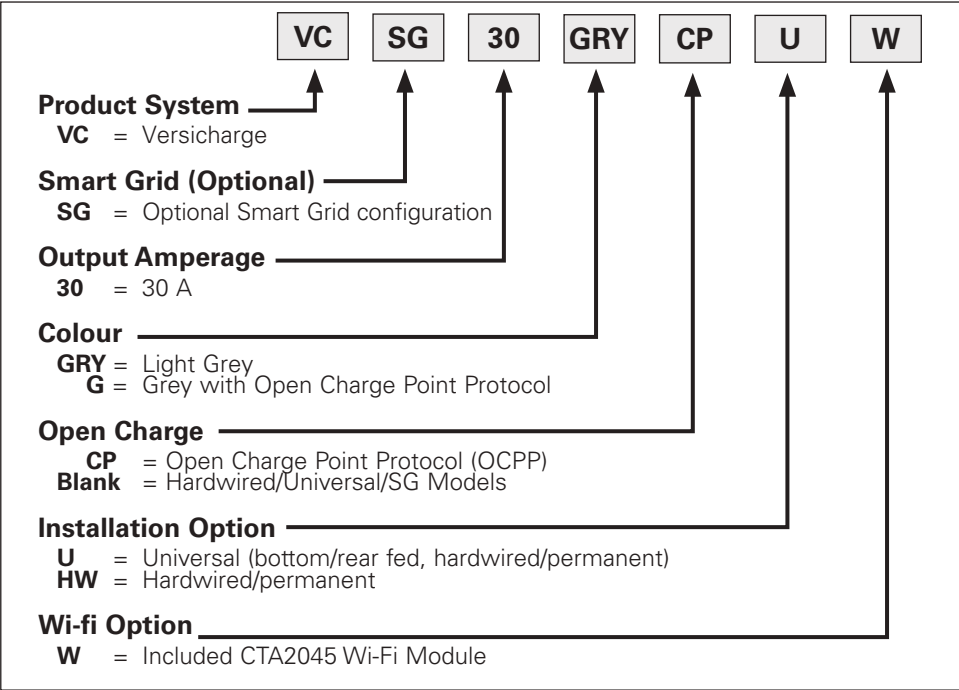 VC SG 30 GRY CP U W
Product System
VC = Versicharge
Smart Grid (Optional)
SG = Optional Smart Grid configuration
Output Amperage
30 = 30 A
Colour
GRY = Light Grey
G = Grey with Open Charge Point Protocol
Open Charge
CP = Open Charge Point Protocol (OCPP)
Blank = Hardwired/Universal/SG Models
Installation Option
U = Universal (bottom/rear fed, hardwired/permanent)
HW = Hardwired/permanent
Wi-fi Option
W = Included CTA2045 Wi-Fi Module